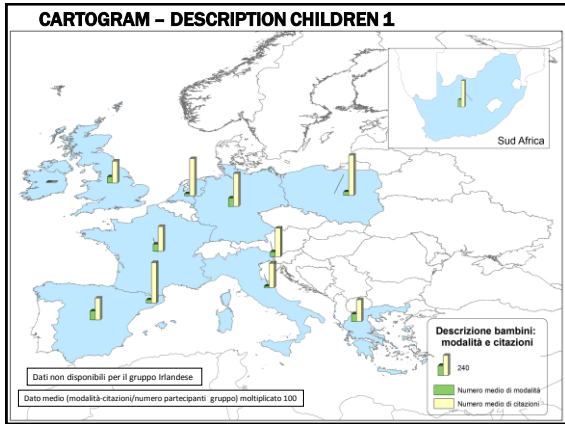 CARTOGRAM – DESCRIPTION CHILDREN 1
Sud Africa
Descrizione bambini:
modalità e citazioni
240
Numero medio di modalità
Numero medio di citazioni
Dati non disponibili per il gruppo Irlandese
Dato medio (modalità-citazioni/numero partecipanti gruppo) moltiplicato 100